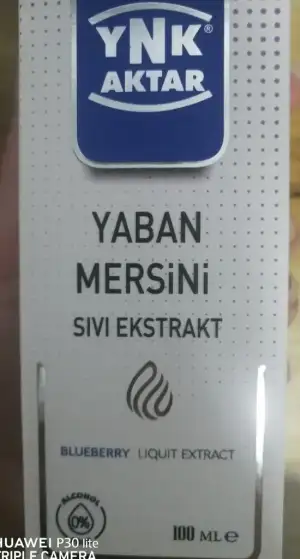 YNK®
AKTAR
YABAN
MERSiNi
SIVI EKSTRAKT
BLUEBERRY LIQUIT EXTRACT
ALCOHOL
0%
100 ML e
HUAWEI P30 lite
TRIPLE CAMERA